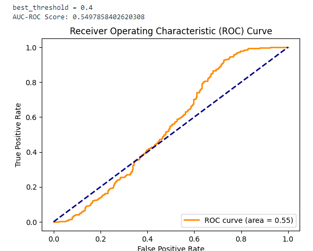 best_threshold = 0.4
AUC-ROC Score: 0.5497858402620308
Receiver Operating Characteristic (ROC) Curve
1.0
0.8
0.6
0.4
0.2
0.0
True Positive Rate
ROC curve (area = 0.55)
0.0 0.2 0.4 0.6 0.8 1.0
False Positive Rate